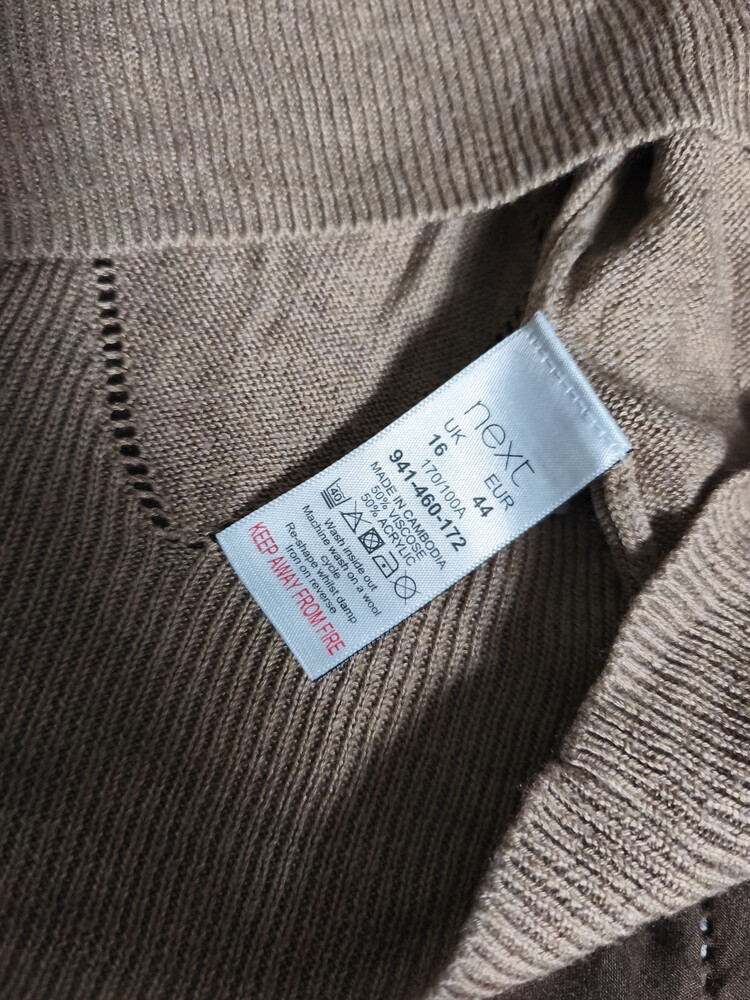 next
UK EUR
16 44
170/100A
941-460-172
MADE IN CAMBODIA
50% VISCOSE
50% ACRYLIC
40
Wash inside out
Machine wash on a wool
cycle
Re-shape whilst damp
Iron on reverse
KEEP AWAY FROM FIRE